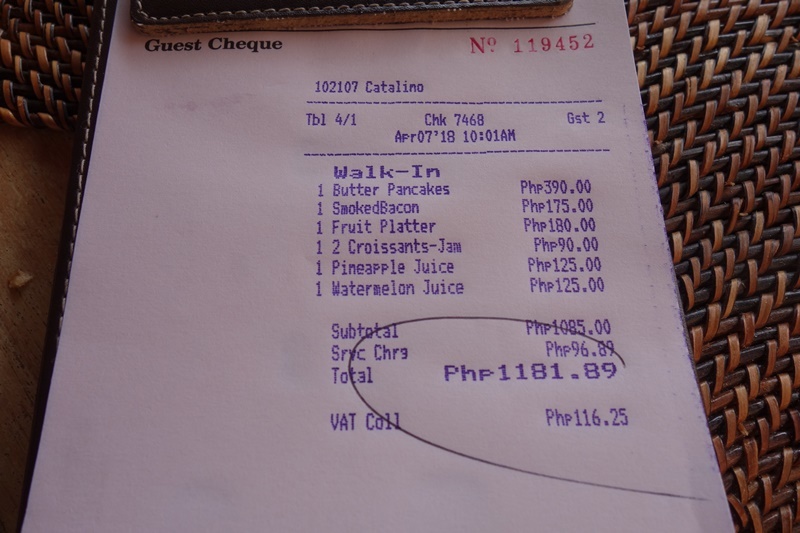 Guest Cheque Nº 119452
102107 Catalino
Tbl 4/1 Chk 7468 Gst 2
Apr07'18 10:01AM
Walk-In
1 Butter Pancakes Php390.00
1 SmokedBacon Php175.00
1 Fruit Platter Php180.00
1 2 Croissants-Jam Php90.00
1 Pineapple Juice Php125.00
1 Watermelon Juice Php125.00
Subtotal Php1085.00
Srvc Chrg Php96.89
Total Php1181.89
VAT Coll Php116.25